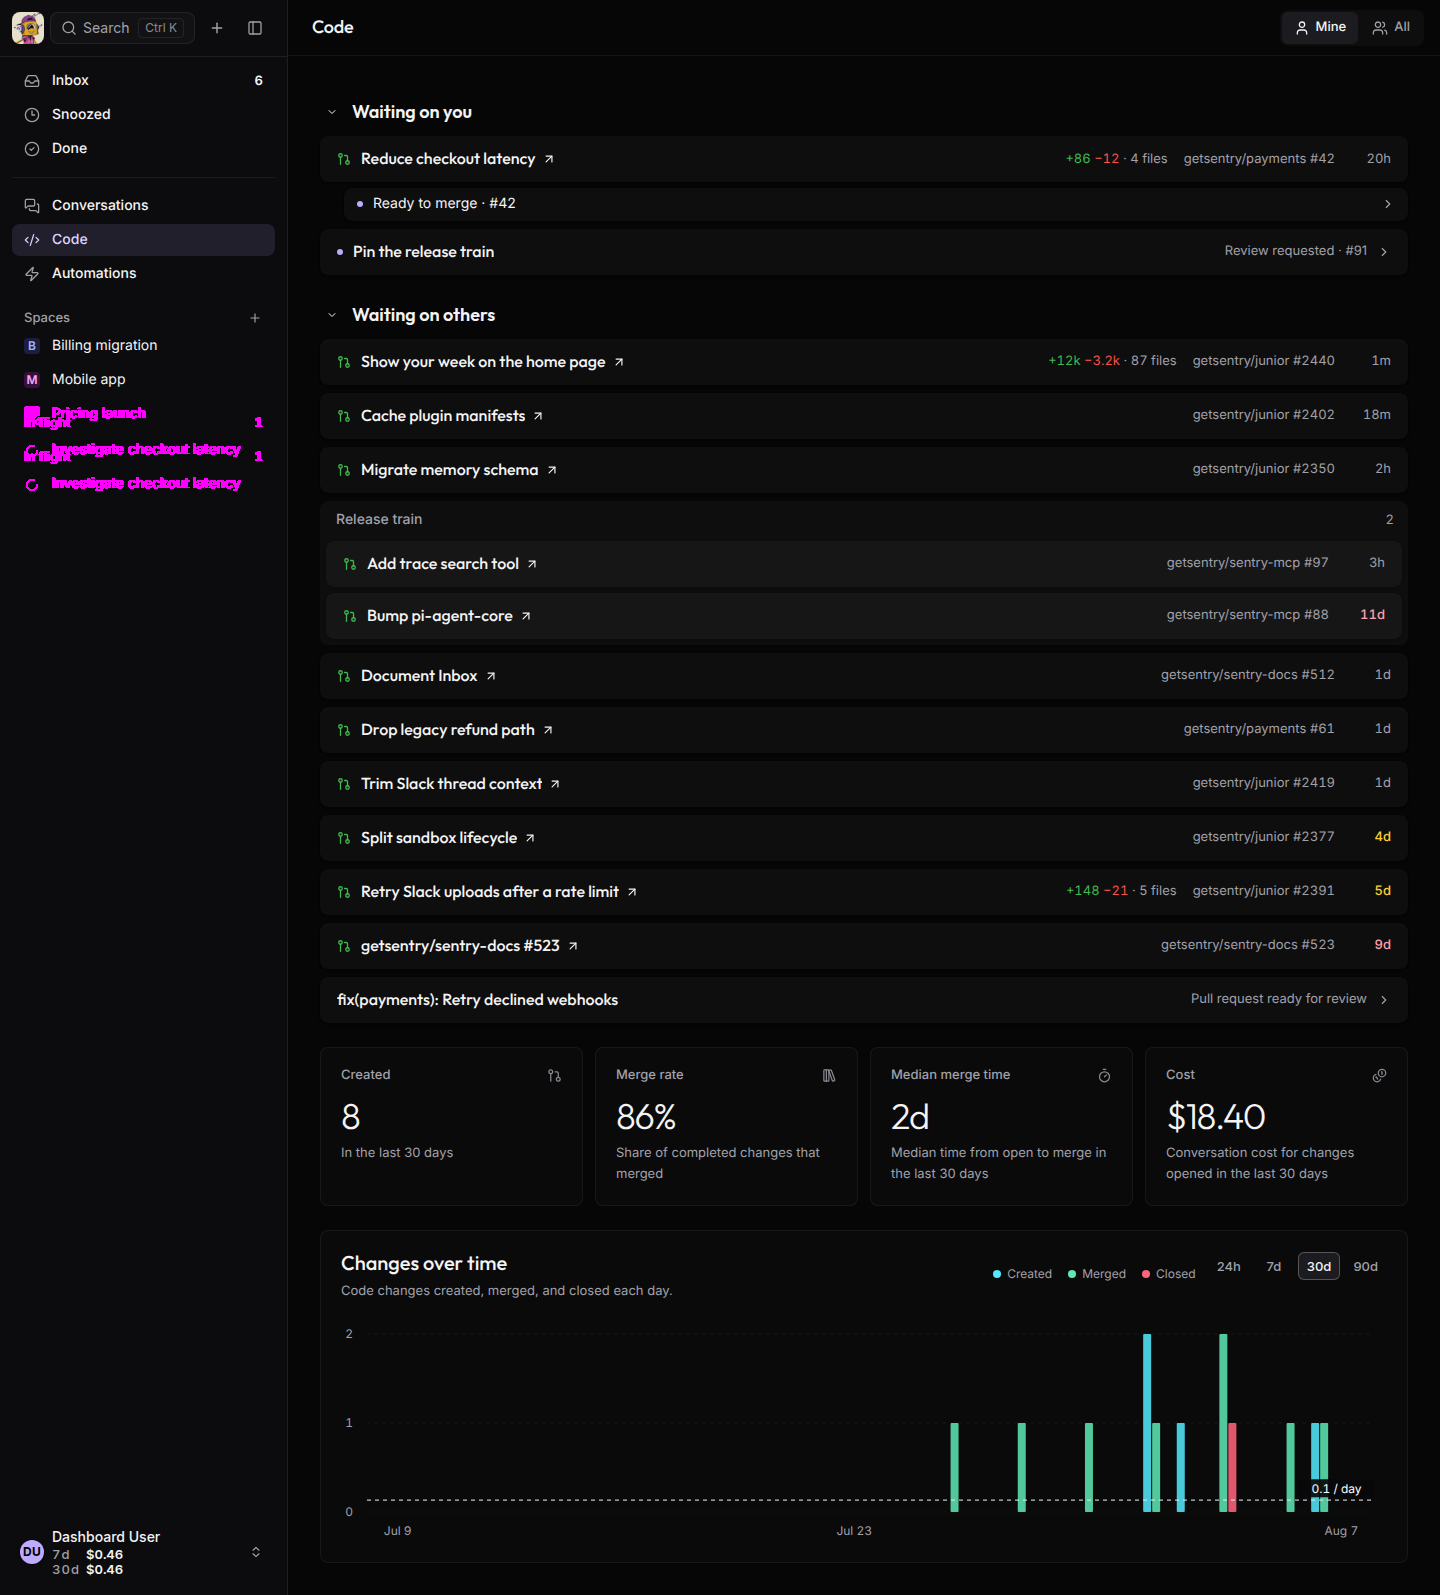 Search
Ctrl K
Inbox
6
Snoozed
Done
Conversations
Code
Automations
Spaces
B
Billing migration
M
Mobile app
Pricing launch
In flight
1
Investigate checkout latency
In flight
1
Investigate checkout latency
DU
Dashboard User
7d $0.46
30d $0.46
Code
Mine
All
Waiting on you
Reduce checkout latency
+86 −12 · 4 files
getsentry/payments #42
20h
Ready to merge · #42
Pin the release train
Review requested · #91
Waiting on others
Show your week on the home page
+12k −3.2k · 87 files
getsentry/junior #2440
1m
Cache plugin manifests
getsentry/junior #2402
18m
Migrate memory schema
getsentry/junior #2350
2h
Release train
2
Add trace search tool
getsentry/sentry-mcp #97
3h
Bump pi-agent-core
getsentry/sentry-mcp #88
11d
Document Inbox
getsentry/sentry-docs #512
1d
Drop legacy refund path
getsentry/payments #61
1d
Trim Slack thread context
getsentry/junior #2419
1d
Split sandbox lifecycle
getsentry/junior #2377
4d
Retry Slack uploads after a rate limit
+148 −21 · 5 files
getsentry/junior #2391
5d
getsentry/sentry-docs #523
getsentry/sentry-docs #523
9d
fix(payments): Retry declined webhooks
Pull request ready for review
Created
8
In the last 30 days
Merge rate
86%
Share of completed changes that
merged
Median merge time
2d
Median time from open to merge in
the last 30 days
Cost
$18.40
Conversation cost for changes
opened in the last 30 days
Changes over time
Code changes created, merged, and closed each day.
Created
Merged
Closed
24h
7d
30d
90d
2
1
0
0.1 / day
Jul 9
Jul 23
Aug 7